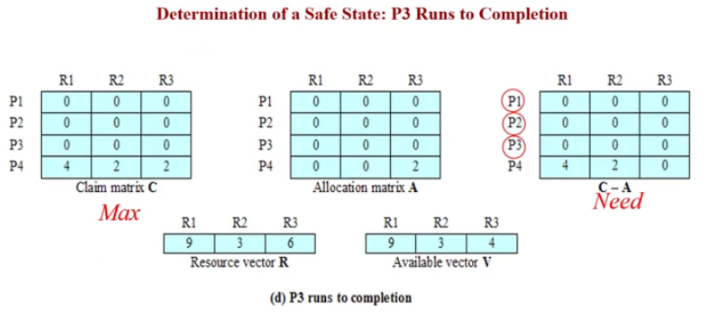 Determination of a Safe State: P3 Runs to Completion
R1 R2 R3
P1 0 0 0
P2 0 0 0
P3 0 0 0
P4 4 2 2
Claim matrix C
Max
R1 R2 R3
P1 0 0 0
P2 0 0 0
P3 0 0 0
P4 0 0 2
Allocation matrix A
R1 R2 R3
P1 0 0 0
P2 0 0 0
P3 0 0 0
P4 4 2 0
C – A
Need
R1 R2 R3
9 3 6
Resource vector R
R1 R2 R3
9 3 4
Available vector V
(d) P3 runs to completion